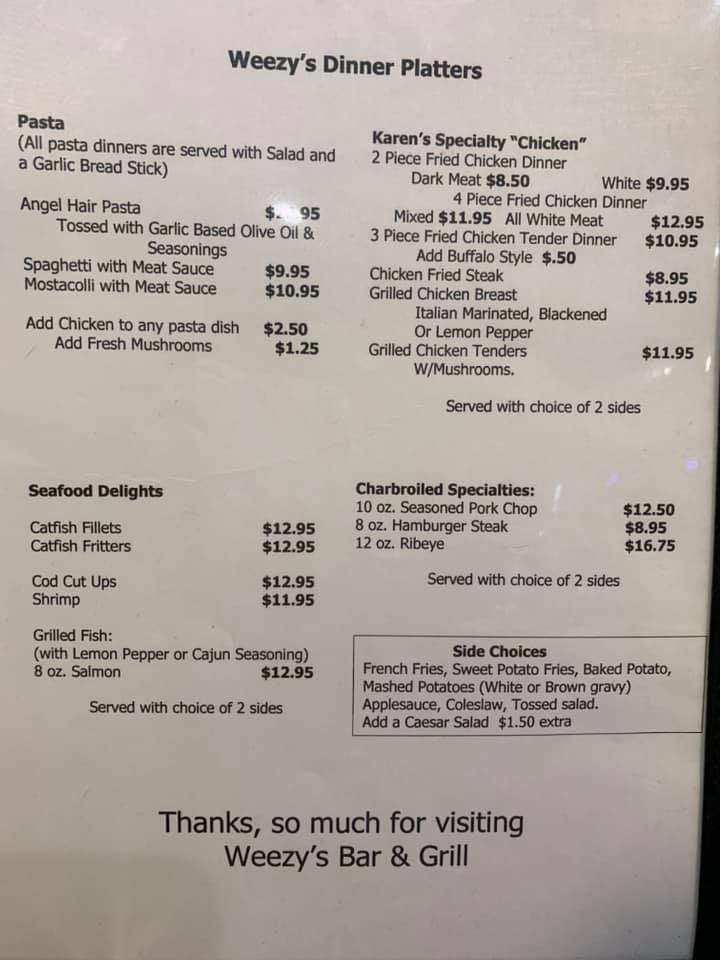 Weezy's Dinner Platters
Pasta
(All pasta dinners are served with Salad and
a Garlic Bread Stick)
Angel Hair Pasta
Tossed with Garlic Based Olive Oil &
Seasonings
Spaghetti with Meat Sauce $9.95
Mostacolli with Meat Sauce $10.95
Add Chicken to any pasta dish $2.50
Add Fresh Mushrooms $1.25
Karen's Specialty "Chicken"
2 Piece Fried Chicken Dinner
Dark Meat $8.50 White $9.95
4 Piece Fried Chicken Dinner
Mixed $11.95 All White Meat $12.95
3 Piece Fried Chicken Tender Dinner $10.95
Add Buffalo Style $.50
Chicken Fried Steak $8.95
Grilled Chicken Breast $11.95
Italian Marinated, Blackened
Or Lemon Pepper
Grilled Chicken Tenders $11.95
W/Mushrooms.
Served with choice of 2 sides
Seafood Delights
Catfish Fillets $12.95
Catfish Fritters $12.95
Cod Cut Ups $12.95
Shrimp $11.95
Grilled Fish:
(with Lemon Pepper or Cajun Seasoning)
8 oz. Salmon $12.95
Served with choice of 2 sides
Charbroiled Specialties:
10 oz. Seasoned Pork Chop $12.50
8 oz. Hamburger Steak $8.95
12 oz. Ribeye $16.75
Served with choice of 2 sides
Side Choices
French Fries, Sweet Potato Fries, Baked Potato,
Mashed Potatoes (White or Brown gravy)
Applesauce, Coleslaw, Tossed salad.
Add a Caesar Salad $1.50 extra
Thanks, so much for visiting
Weezy's Bar & Grill